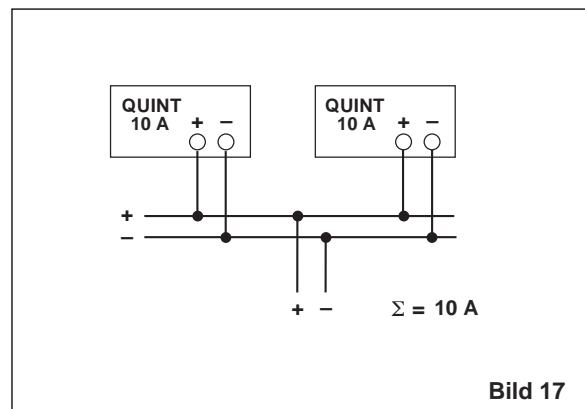 QUINT
10 A + −
QUINT
10 A + −
+
−
+ − Σ = 10 A
Bild 17